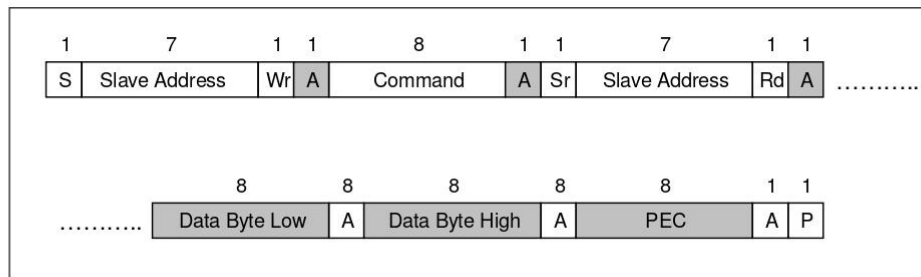 1 7 1 1 8 1 1 7 1 1
S Slave Address Wr A Command A Sr Slave Address Rd A ...........
8 8 8 8 8 1 1
........... Data Byte Low A Data Byte High A PEC A P